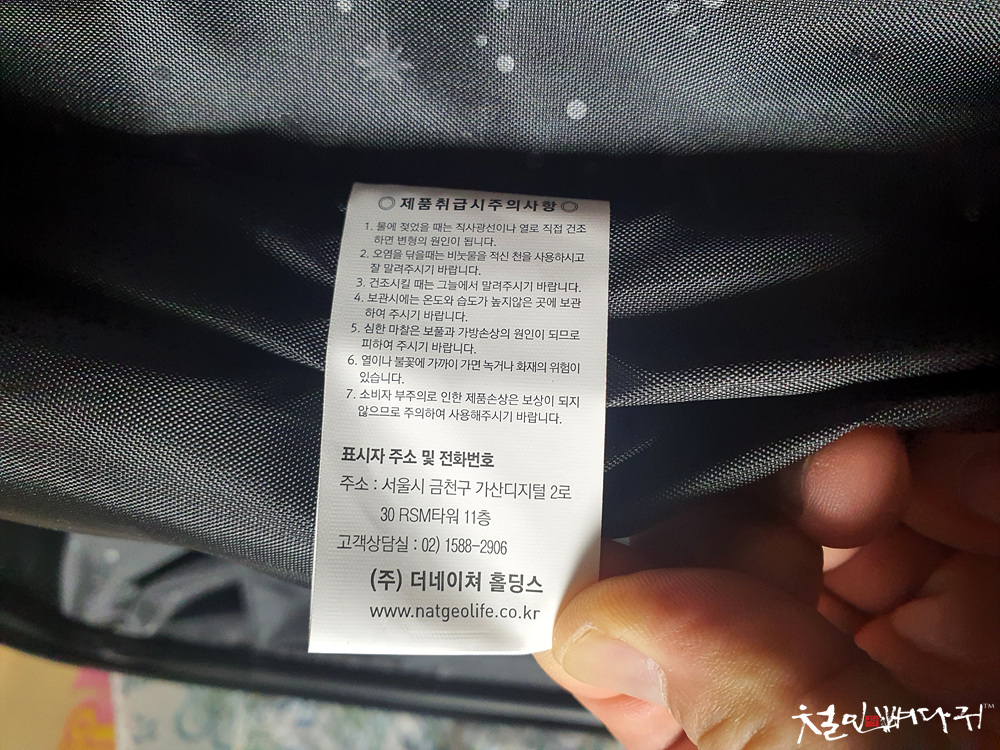 ◎ 제품취급시주의사항 ◎
1. 물에 젖었을 때는 직사광선이나 열로 직접 건조
하면 변형의 원인이 됩니다.
2. 오염을 닦을때는 비눗물을 적신 천을 사용하시고
잘 말려주시기 바랍니다.
3. 건조시킬 때는 그늘에서 말려주시기 바랍니다.
4. 보관시에는 온도와 습도가 높지않은 곳에 보관
하여 주시기 바랍니다.
5. 심한 마찰은 보풀과 가방손상의 원인이 되므로
피하여 주시기 바랍니다.
6. 열이나 불꽃에 가까이 가면 녹거나 화재의 위험이
있습니다.
7. 소비자 부주의로 인한 제품손상은 보상이 되지
않으므로 주의하여 사용해주시기 바랍니다.
표시자 주소 및 전화번호
주소 : 서울시 금천구 가산디지털 2로
30 RSM타워 11층
고객상담실 : 02) 1588-2906
(주) 더네이쳐 홀딩스
www.natgeolife.co.kr